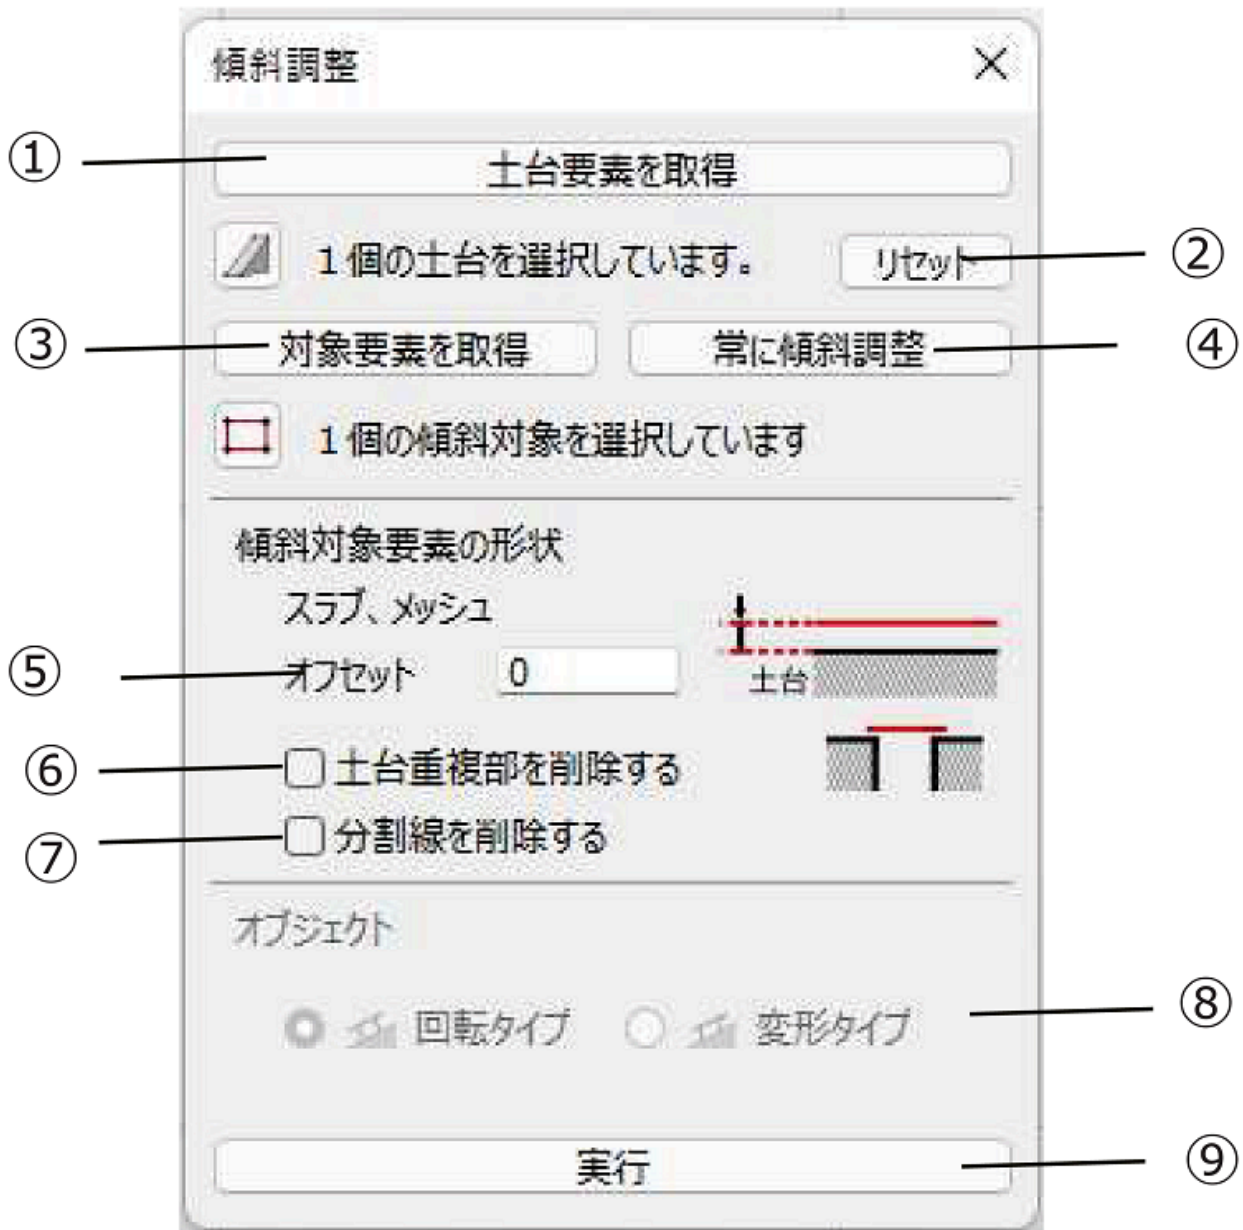 傾斜調整
① 土台要素を取得
1個の土台を選択しています。 リセット ②
③ 対象要素を取得 常に傾斜調整 ④
1個の傾斜対象を選択しています
傾斜対象要素の形状
スラブ、メッシュ
⑤ オフセット 0 土台
⑥ 土台重複部を削除する
⑦ 分割線を削除する
オブジェクト
回転タイプ 変形タイプ ⑧
実行 ⑨